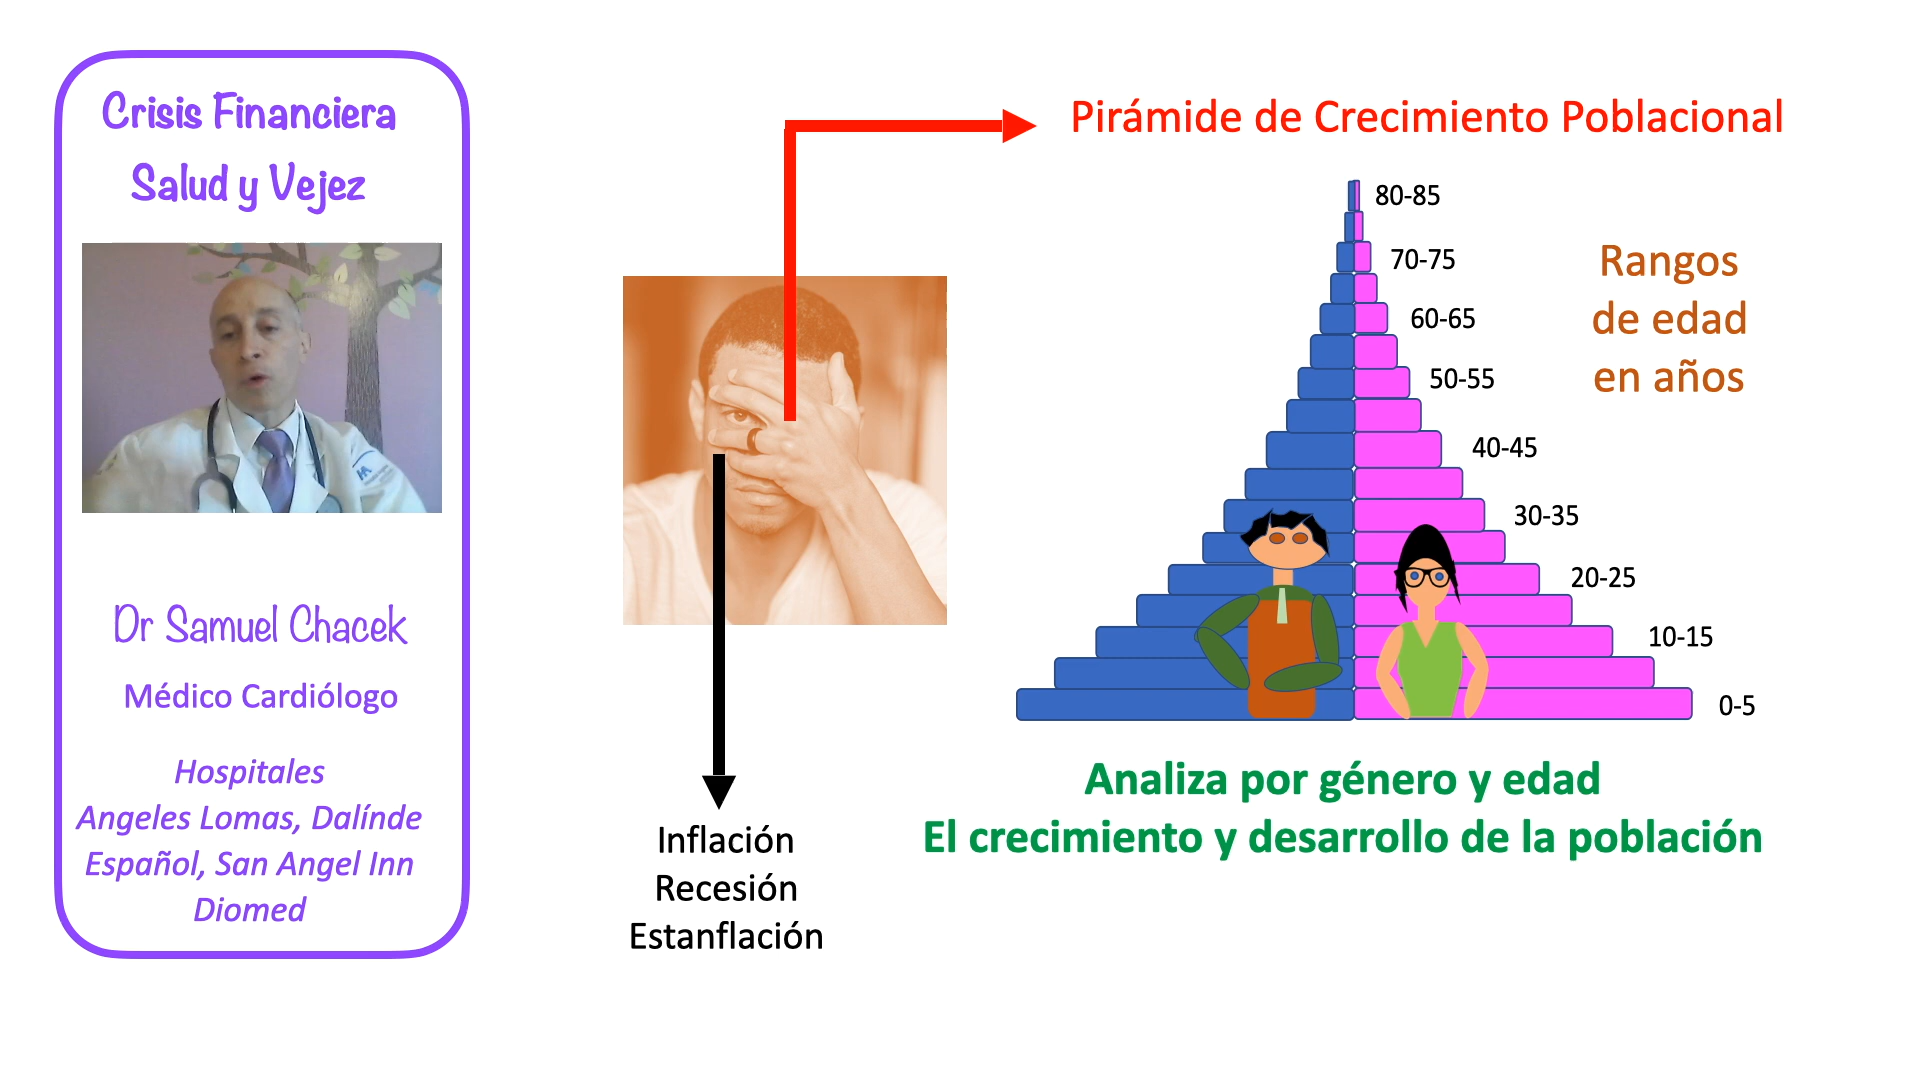 Crisis Financiera
Salud y Vejez
Dr Samuel Chacek
Médico Cardiólogo
Hospitales
Angeles Lomas, Dalínde
Español, San Angel Inn
Diomed
Inflación
Recesión
Estanflación
Pirámide de Crecimiento Poblacional
80-85
70-75
60-65
50-55
40-45
30-35
20-25
10-15
0-5
Rangos
de edad
en años
Analiza por género y edad
El crecimiento y desarrollo de la población